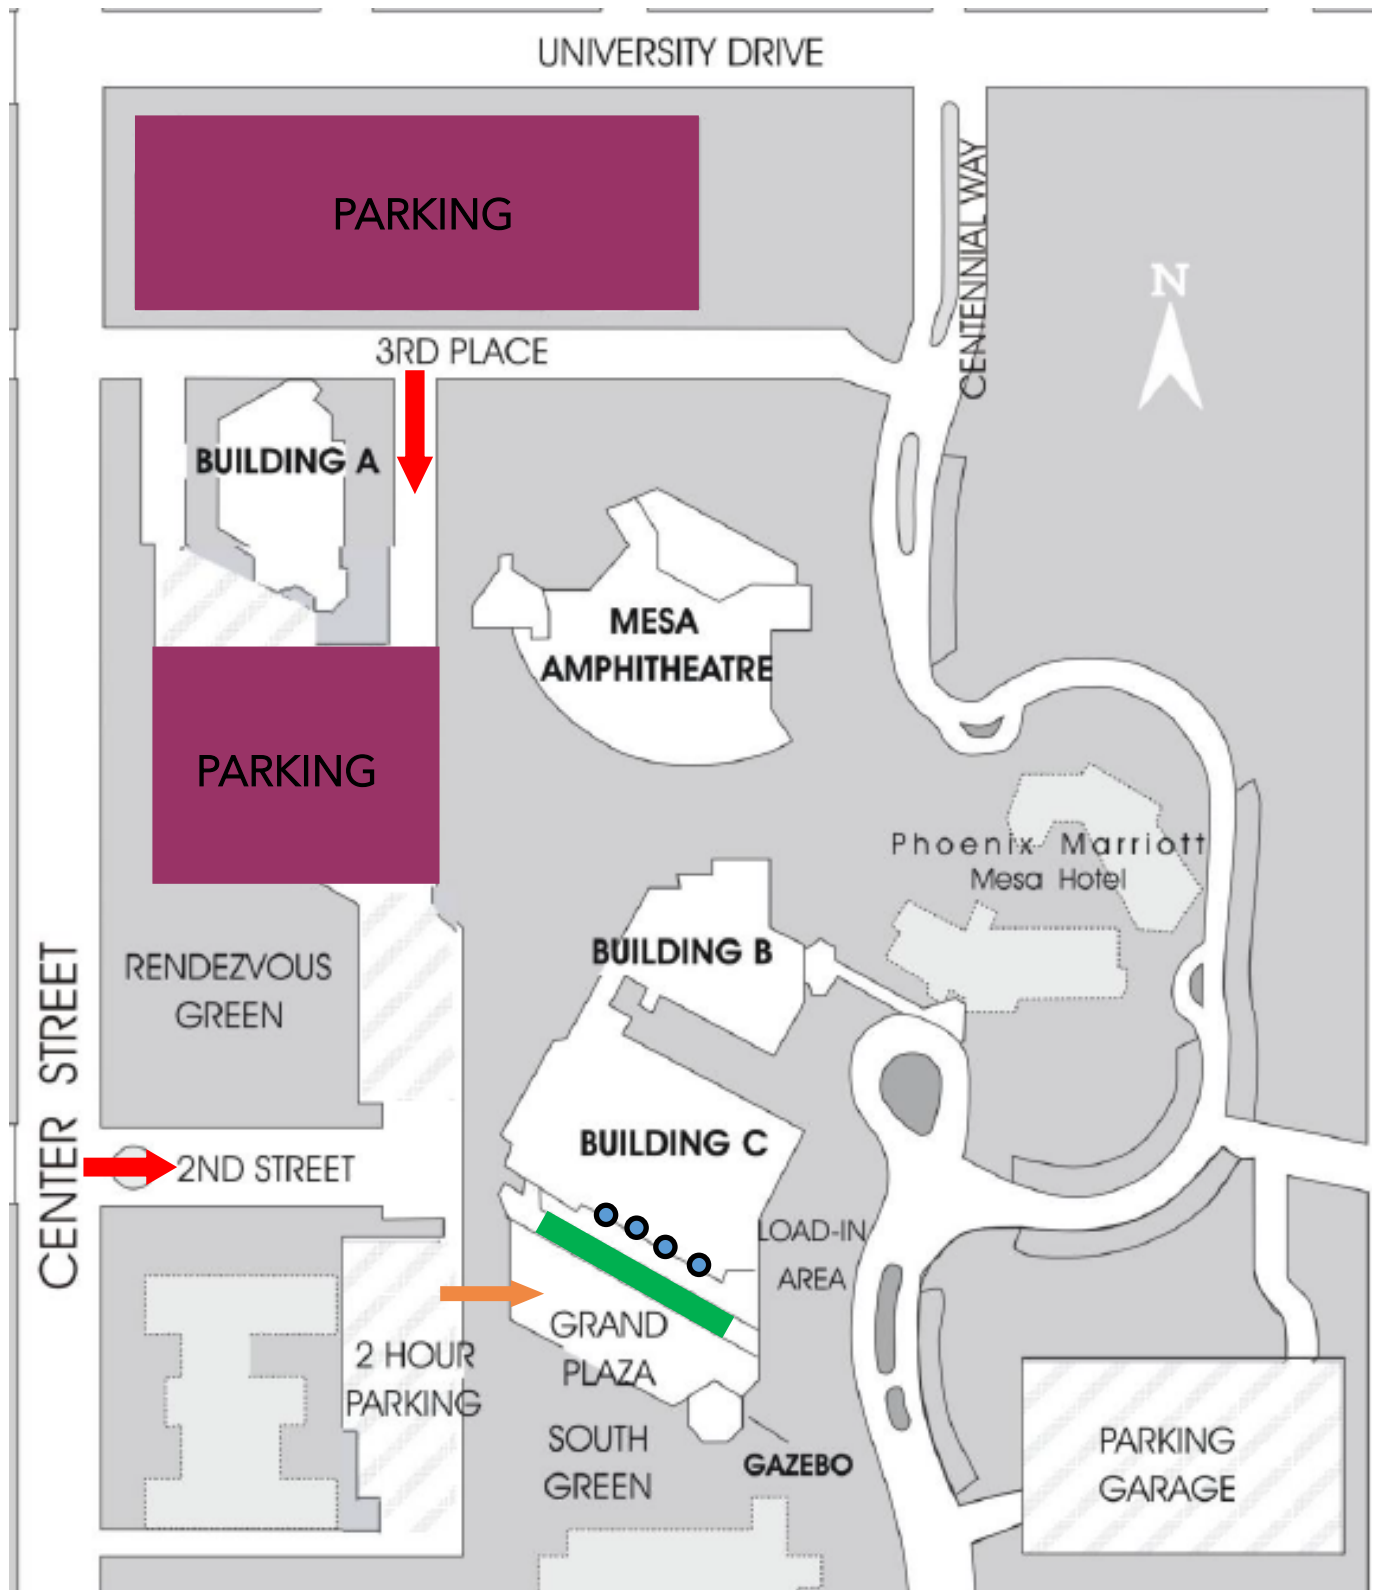 UNIVERSITY DRIVE
PARKING
CENTENNIAL WAY
N
3RD PLACE
BUILDING A
MESA
AMPHITHEATRE
PARKING
Phoenix Marriott
Mesa Hotel
BUILDING B
RENDEZVOUS
GREEN
CENTER STREET
BUILDING C
2ND STREET
LOAD-IN
AREA
GRAND
PLAZA
2 HOUR
PARKING
SOUTH
GREEN
GAZEBO
PARKING
GARAGE